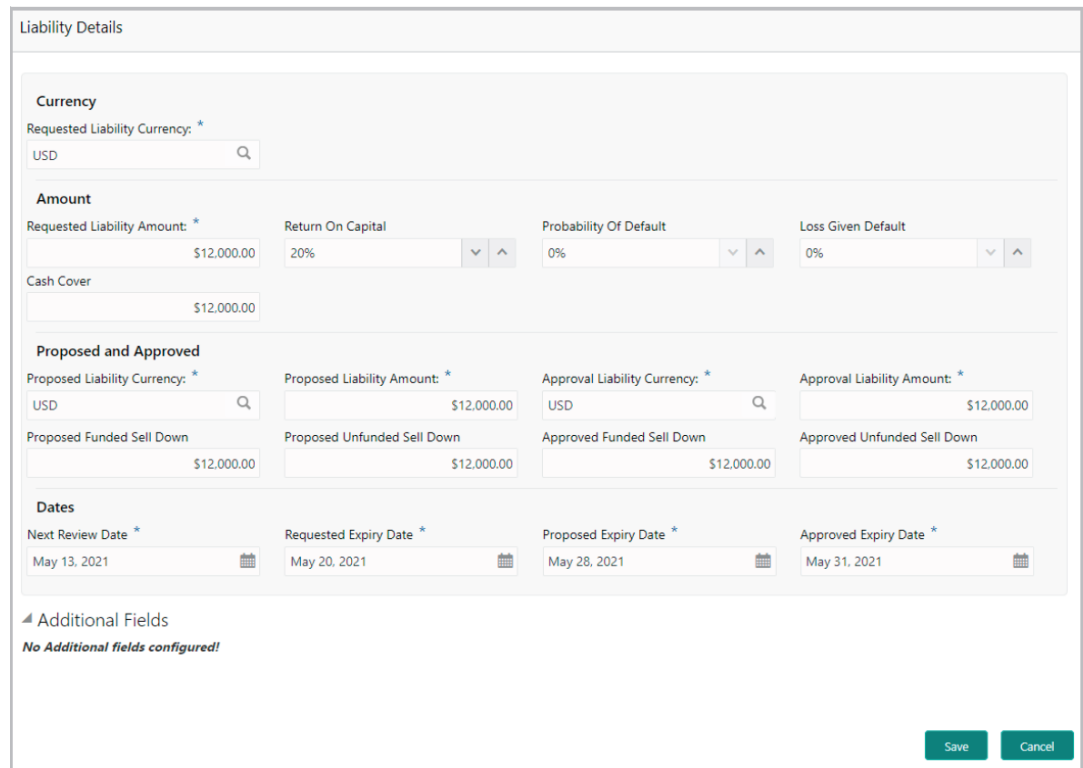 Liability Details
Currency
Requested Liability Currency: *
USD
Amount
Requested Liability Amount: * Return On Capital Probability Of Default Loss Given Default
$12,000.00 20% 0% 0%
Cash Cover
$12,000.00
Proposed and Approved
Proposed Liability Currency: * Proposed Liability Amount: * Approval Liability Currency: * Approval Liability Amount: *
USD $12,000.00 USD $12,000.00
Proposed Funded Sell Down Proposed Unfunded Sell Down Approved Funded Sell Down Approved Unfunded Sell Down
$12,000.00 $12,000.00 $12,000.00 $12,000.00
Dates
Next Review Date * Requested Expiry Date * Proposed Expiry Date * Approved Expiry Date *
May 13, 2021 May 20, 2021 May 28, 2021 May 31, 2021
Additional Fields
No Additional fields configured!
Save Cancel